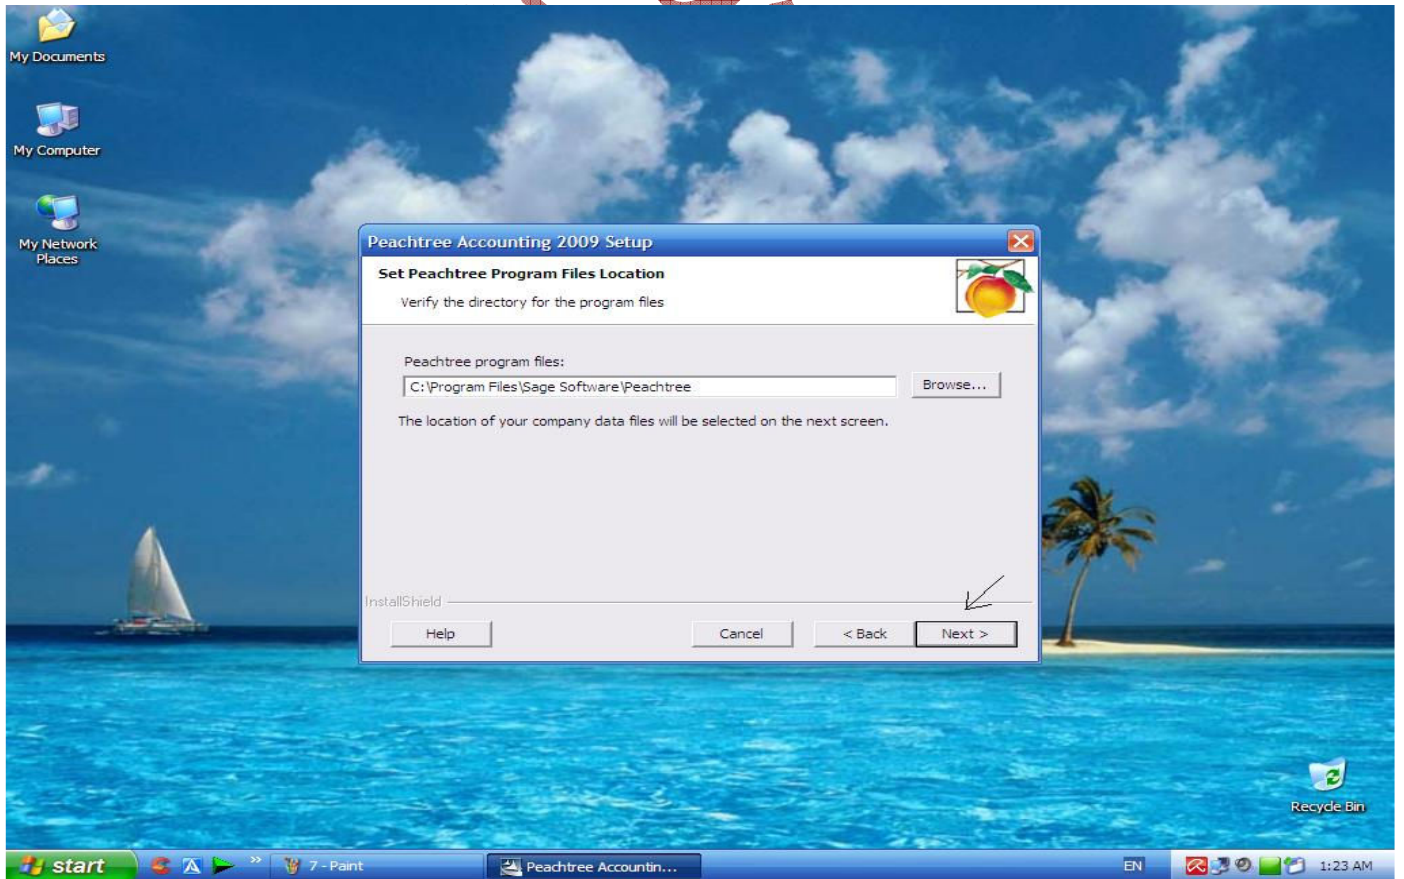 My Documents
My Computer
My Network
Places
Peachtree Accounting 2009 Setup
Set Peachtree Program Files Location
Verify the directory for the program files
Peachtree program files:
C:\Program Files\Sage Software\Peachtree
Browse...
The location of your company data files will be selected on the next screen.
InstallShield
Help
Cancel
< Back
Next >
Recycle Bin
start
»
7 - Paint
Peachtree Accountin...
EN
1:23 AM